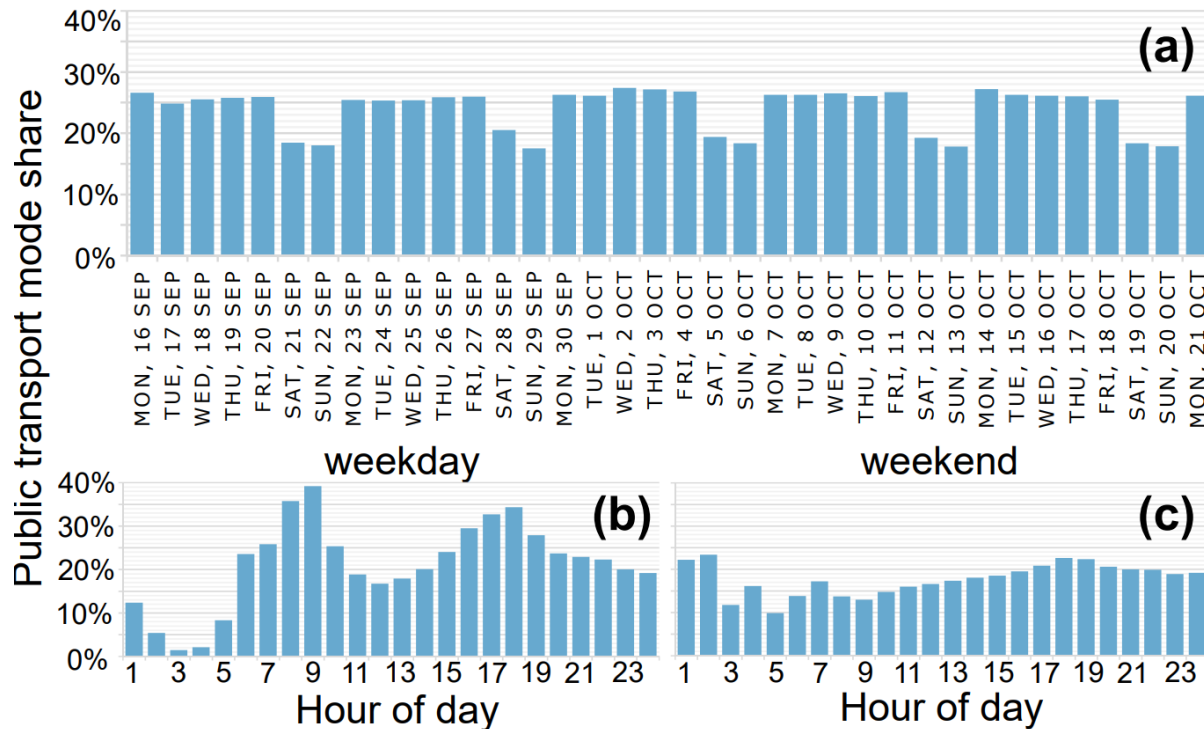 Public transport mode share
40%
30%
20%
10%
0%
(a)
MON, 16 SEP
TUE, 17 SEP
WED, 18 SEP
THU, 19 SEP
FRI, 20 SEP
SAT, 21 SEP
SUN, 22 SEP
MON, 23 SEP
TUE, 24 SEP
WED, 25 SEP
THU, 26 SEP
FRI, 27 SEP
SAT, 28 SEP
SUN, 29 SEP
MON, 30 SEP
TUE, 1 OCT
WED, 2 OCT
THU, 3 OCT
FRI, 4 OCT
SAT, 5 OCT
SUN, 6 OCT
MON, 7 OCT
TUE, 8 OCT
WED, 9 OCT
THU, 10 OCT
FRI, 11 OCT
SAT, 12 OCT
SUN, 13 OCT
MON, 14 OCT
TUE, 15 OCT
WED, 16 OCT
THU, 17 OCT
FRI, 18 OCT
SAT, 19 OCT
SUN, 20 OCT
MON, 21 OCT
weekday
40%
30%
20%
10%
0%
(b)
1 3 5 7 9 11 13 15 17 19 21 23
Hour of day
weekend
(c)
1 3 5 7 9 11 13 15 17 19 21 23
Hour of day